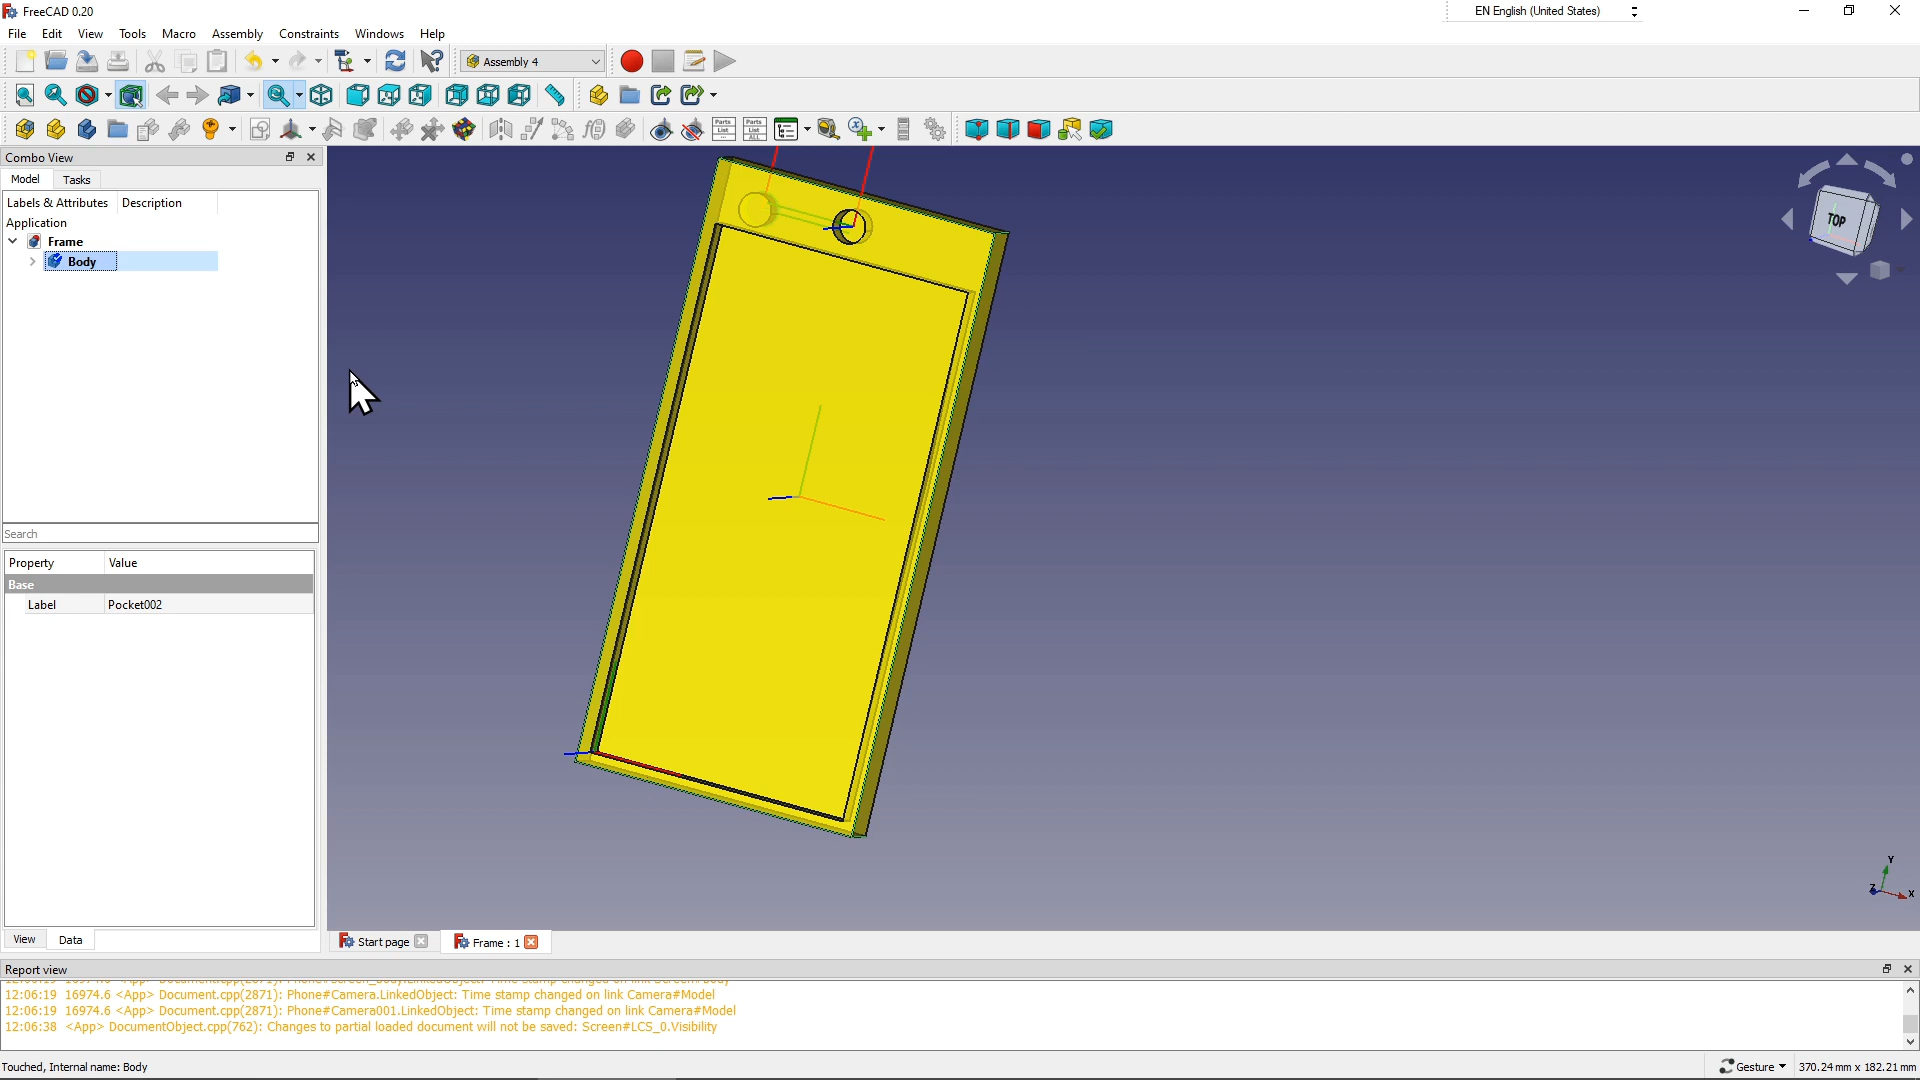 FreeCAD 0.20
EN English (United States)
File Edit View Tools Macro Assembly Constraints Windows Help
Assembly 4
Parts List
Parts List ALL
Combo View
Model Tasks
Labels & Attributes Description
Application
Frame
Body
TOP
Search
Property Value
Base
Label Pocket002
Y
Z X
View Data
Start page Frame : 1
Report view
12:06:19 16974.6 <App> Document.cpp(2871): Phone#Camera.LinkedObject: Time stamp changed on link Camera#Model
12:06:19 16974.6 <App> Document.cpp(2871): Phone#Camera001.LinkedObject: Time stamp changed on link Camera#Model
12:06:38 <App> DocumentObject.cpp(762): Changes to partial loaded document will not be saved: Screen#LCS_0.Visibility
Touched, Internal name: Body
Gesture 370.24 mm x 182.21 mm